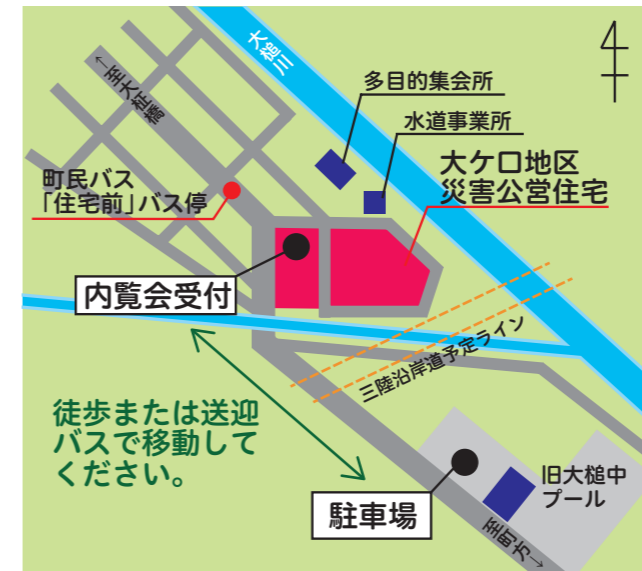 大槌川
多目的集会所
水道事業所
←至大柾橋
大ケ口地区
災害公営住宅
町民バス
「住宅前」バス停
内覧会受付
三陸沿岸道予定ライン
徒歩または送迎
バスで移動して
ください。
旧大槌中
プール
駐車場
至町方→